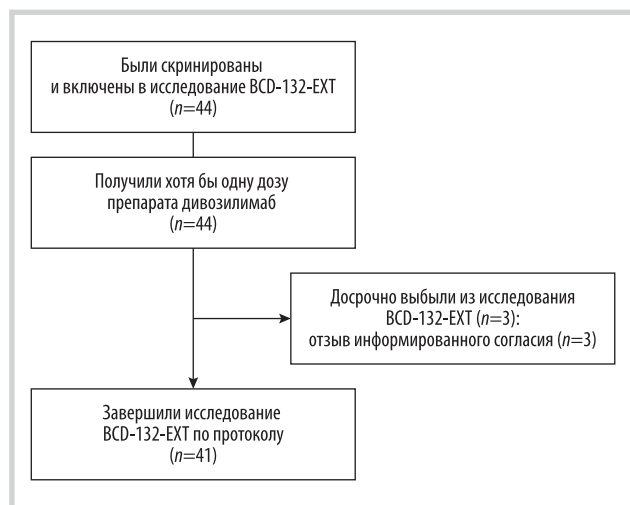 Были скринированы
и включены в исследование BCD-132-EXT
(n=44)
Получили хотя бы одну дозу
препарата дивозилимаб
(n=44)
Досрочно выбыли из исследования
BCD-132-EXT (n=3):
отзыв информированного согласия (n=3)
Завершили исследование
BCD-132-EXT по протоколу
(n=41)